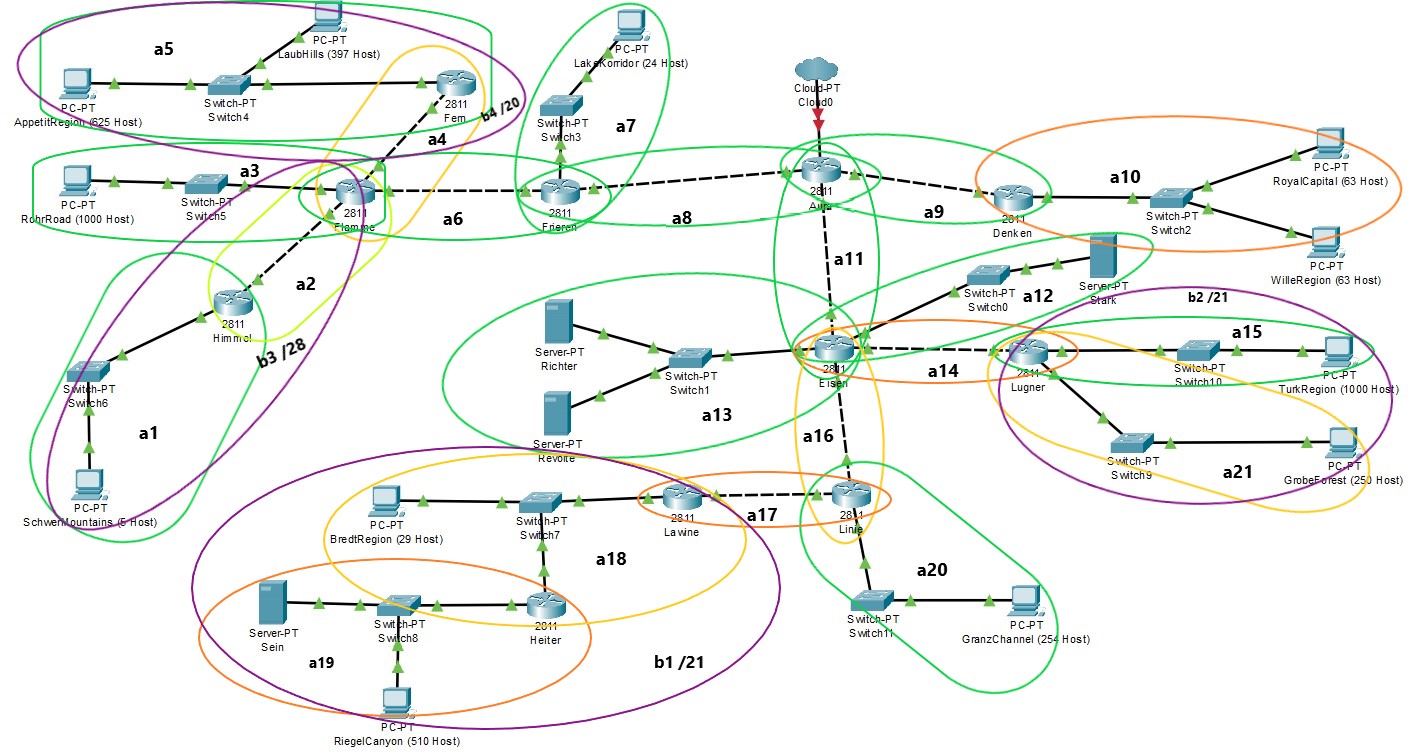 a5
PC-PT
LaubHills (397 Host)
Switch-PT
Switch4
PC-PT
AppetitRegion (625 Host)
2811
Fern
b4 /20
a4
PC-PT
LakeKorridor (24 Host)
Switch-PT
Switch3
a7
Cloud-PT
Cloud0
a3
PC-PT
RohrRoad (1000 Host)
Switch-PT
Switch5
2811
Flamme
a6
2811
Frieren
a8
2811
Aura
a9
2811
Denken
a10
Switch-PT
Switch2
PC-PT
RoyalCapital (63 Host)
PC-PT
WilleRegion (63 Host)
a2
2811
Himmel
b3 /28
a11
Switch-PT
Switch0
a12
Server-PT
Stark
b2 /21
Switch-PT
Switch6
a1
PC-PT
SchwerMountains (5 Host)
Server-PT
Richter
Switch-PT
Switch1
a13
Server-PT
Revolte
2811
Eisen
a14
2811
Lugner
a15
Switch-PT
Switch10
PC-PT
TurkRegion (1000 Host)
a16
Switch-PT
Switch9
a21
PC-PT
GrobeForest (250 Host)
PC-PT
BredtRegion (29 Host)
Switch-PT
Switch7
2811
Lawine
a17
2811
Linie
a18
a20
Server-PT
Sein
Switch-PT
Switch8
2811
Heiter
Switch-PT
Switch11
PC-PT
GranzChannel (254 Host)
a19
b1 /21
PC-PT
RiegelCanyon (510 Host)